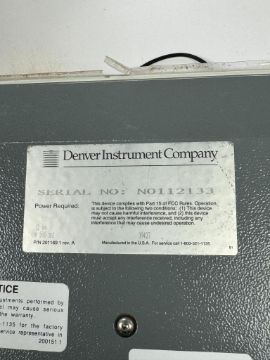 Denver Instrument Company
SERIAL NO: N0112133
Power Required:
This device complies with Part 15 of FCC Rules. Operation
is subject to the following two conditions: (1) This device
may not cause harmful interference, and (2) this device
must accept any interference received, including any
interference that may cause undesired operation.
P/N 201169.1 rev. A
Manufactured in the U.S.A. For service call 1-800-321-1135
TICE
ustments performed by
el may cause serious
the warranty.
-1135 for the factory
service representative in
200151.1